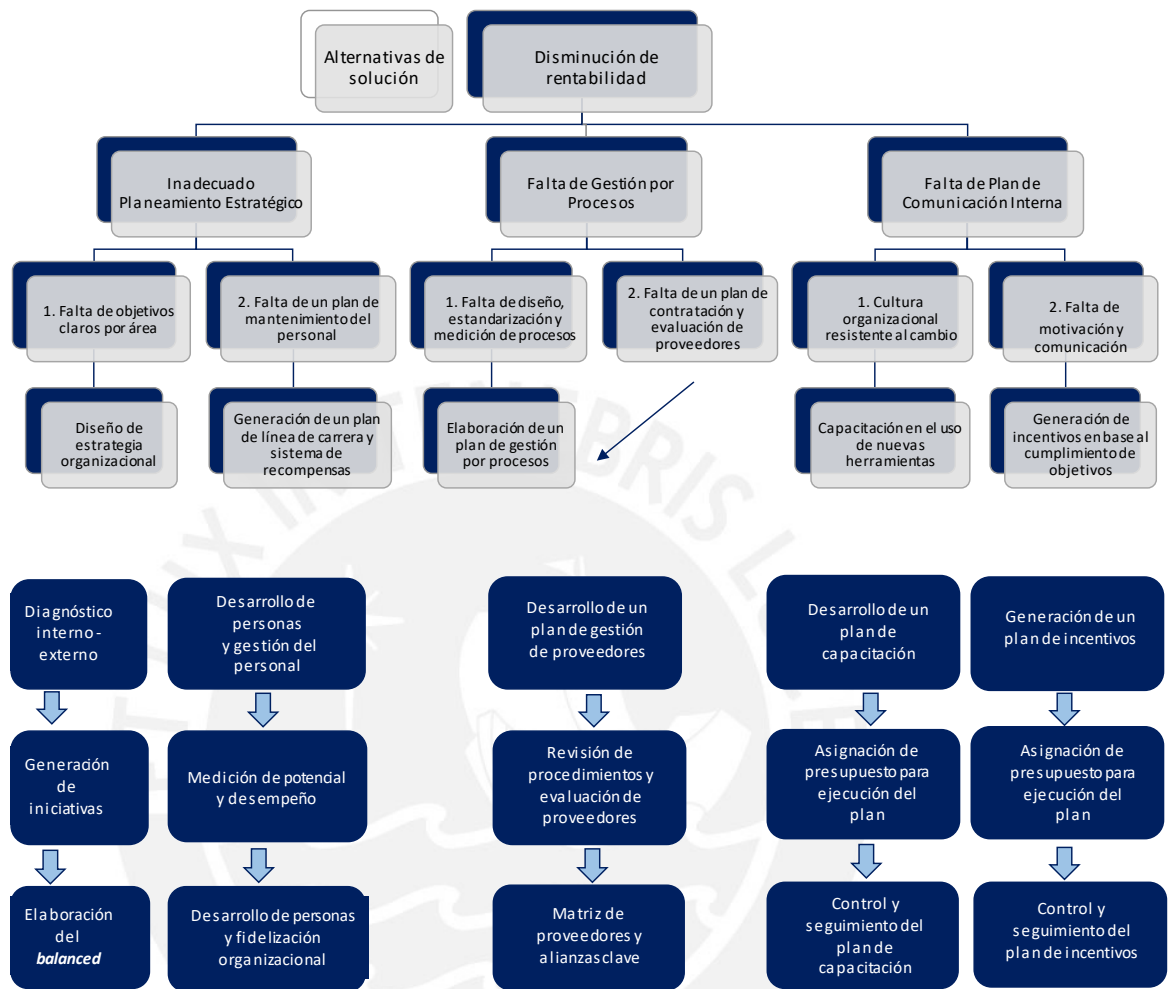 Alternativas de
solución
Disminución de
rentabilidad
Inadecuado
Planeamiento Estratégico
Falta de Gestión por
Procesos
Falta de Plan de
Comunicación Interna
1. Falta de objetivos
claros por área
2. Falta de un plan de
mantenimiento del
personal
1. Falta de diseño,
estandarización y
medición de procesos
2. Falta de un plan de
contratación y
evaluación de
proveedores
1. Cultura
organizacional
resistente al cambio
2. Falta de
motivación y
comunicación
Diseño de
estrategia
organizacional
Generación de un plan
de línea de carrera y
sistema de
recompensas
Elaboración de un
plan de gestión
por procesos
Capacitación en el uso
de nuevas
herramientas
Generación de
incentivos en base al
cumplimiento de
objetivos
Diagnóstico
interno-
externo
Desarrollo de
personas
y gestión del
personal
Desarrollo de un
plan de gestión
de proveedores
Desarrollo de un
plan de
capacitación
Generación de un
plan de incentivos
Generación
de
iniciativas
Medición de potencial
y desempeño
Revisión de
procedimientos y
evaluación de
proveedores
Asignación de
presupuesto para
ejecución del
plan
Asignación de
presupuesto para
ejecución del
plan
Elaboración
del
balanced
Desarrollo de personas
y fidelización
organizacional
Matriz de
proveedores y
alianzas clave
Control y
seguimiento del
plan de
capacitación
Control y
seguimiento del
plan de incentivos